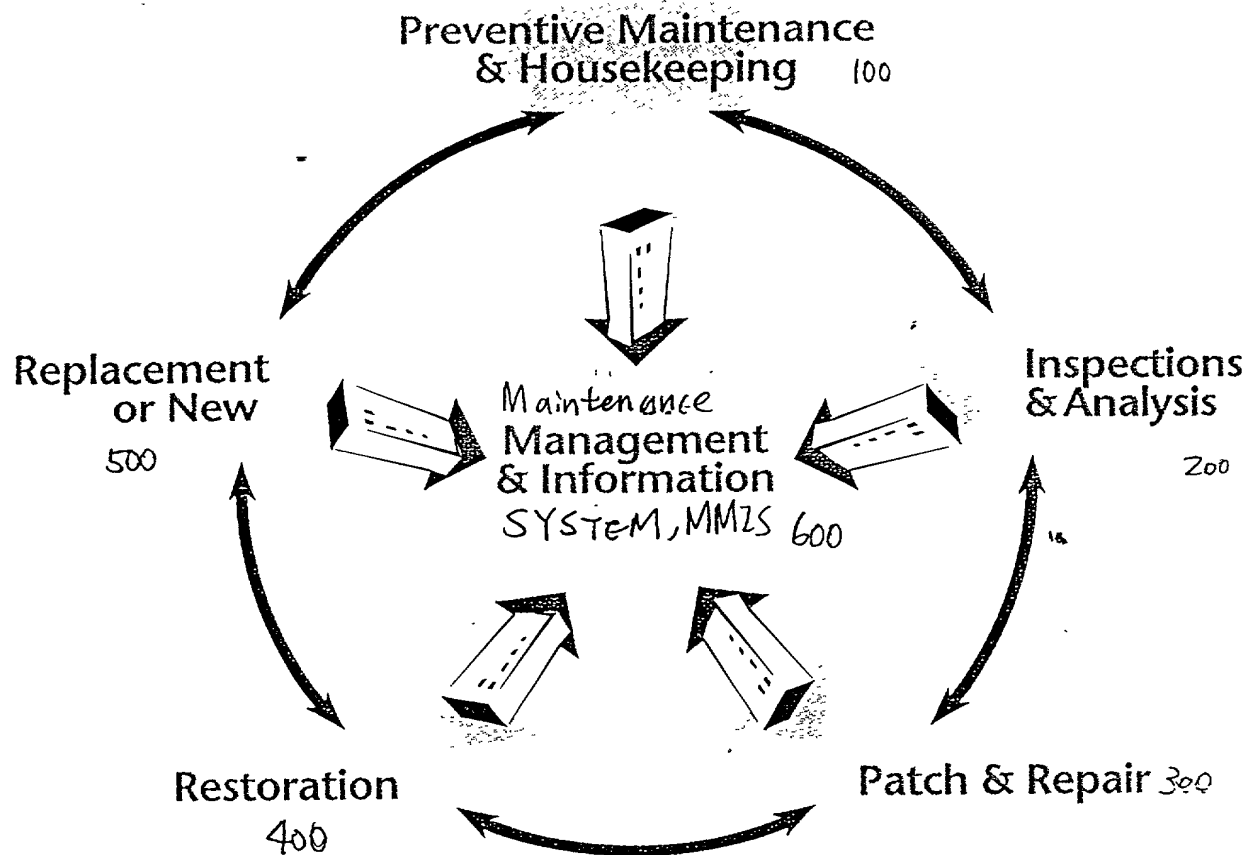 Preventive Maintenance
& Housekeeping 100
Replacement
or New
500
Inspections
& Analysis
200
Maintenance
Management
& Information
SYSTEM, MMIS 600
Restoration
400
Patch & Repair 300